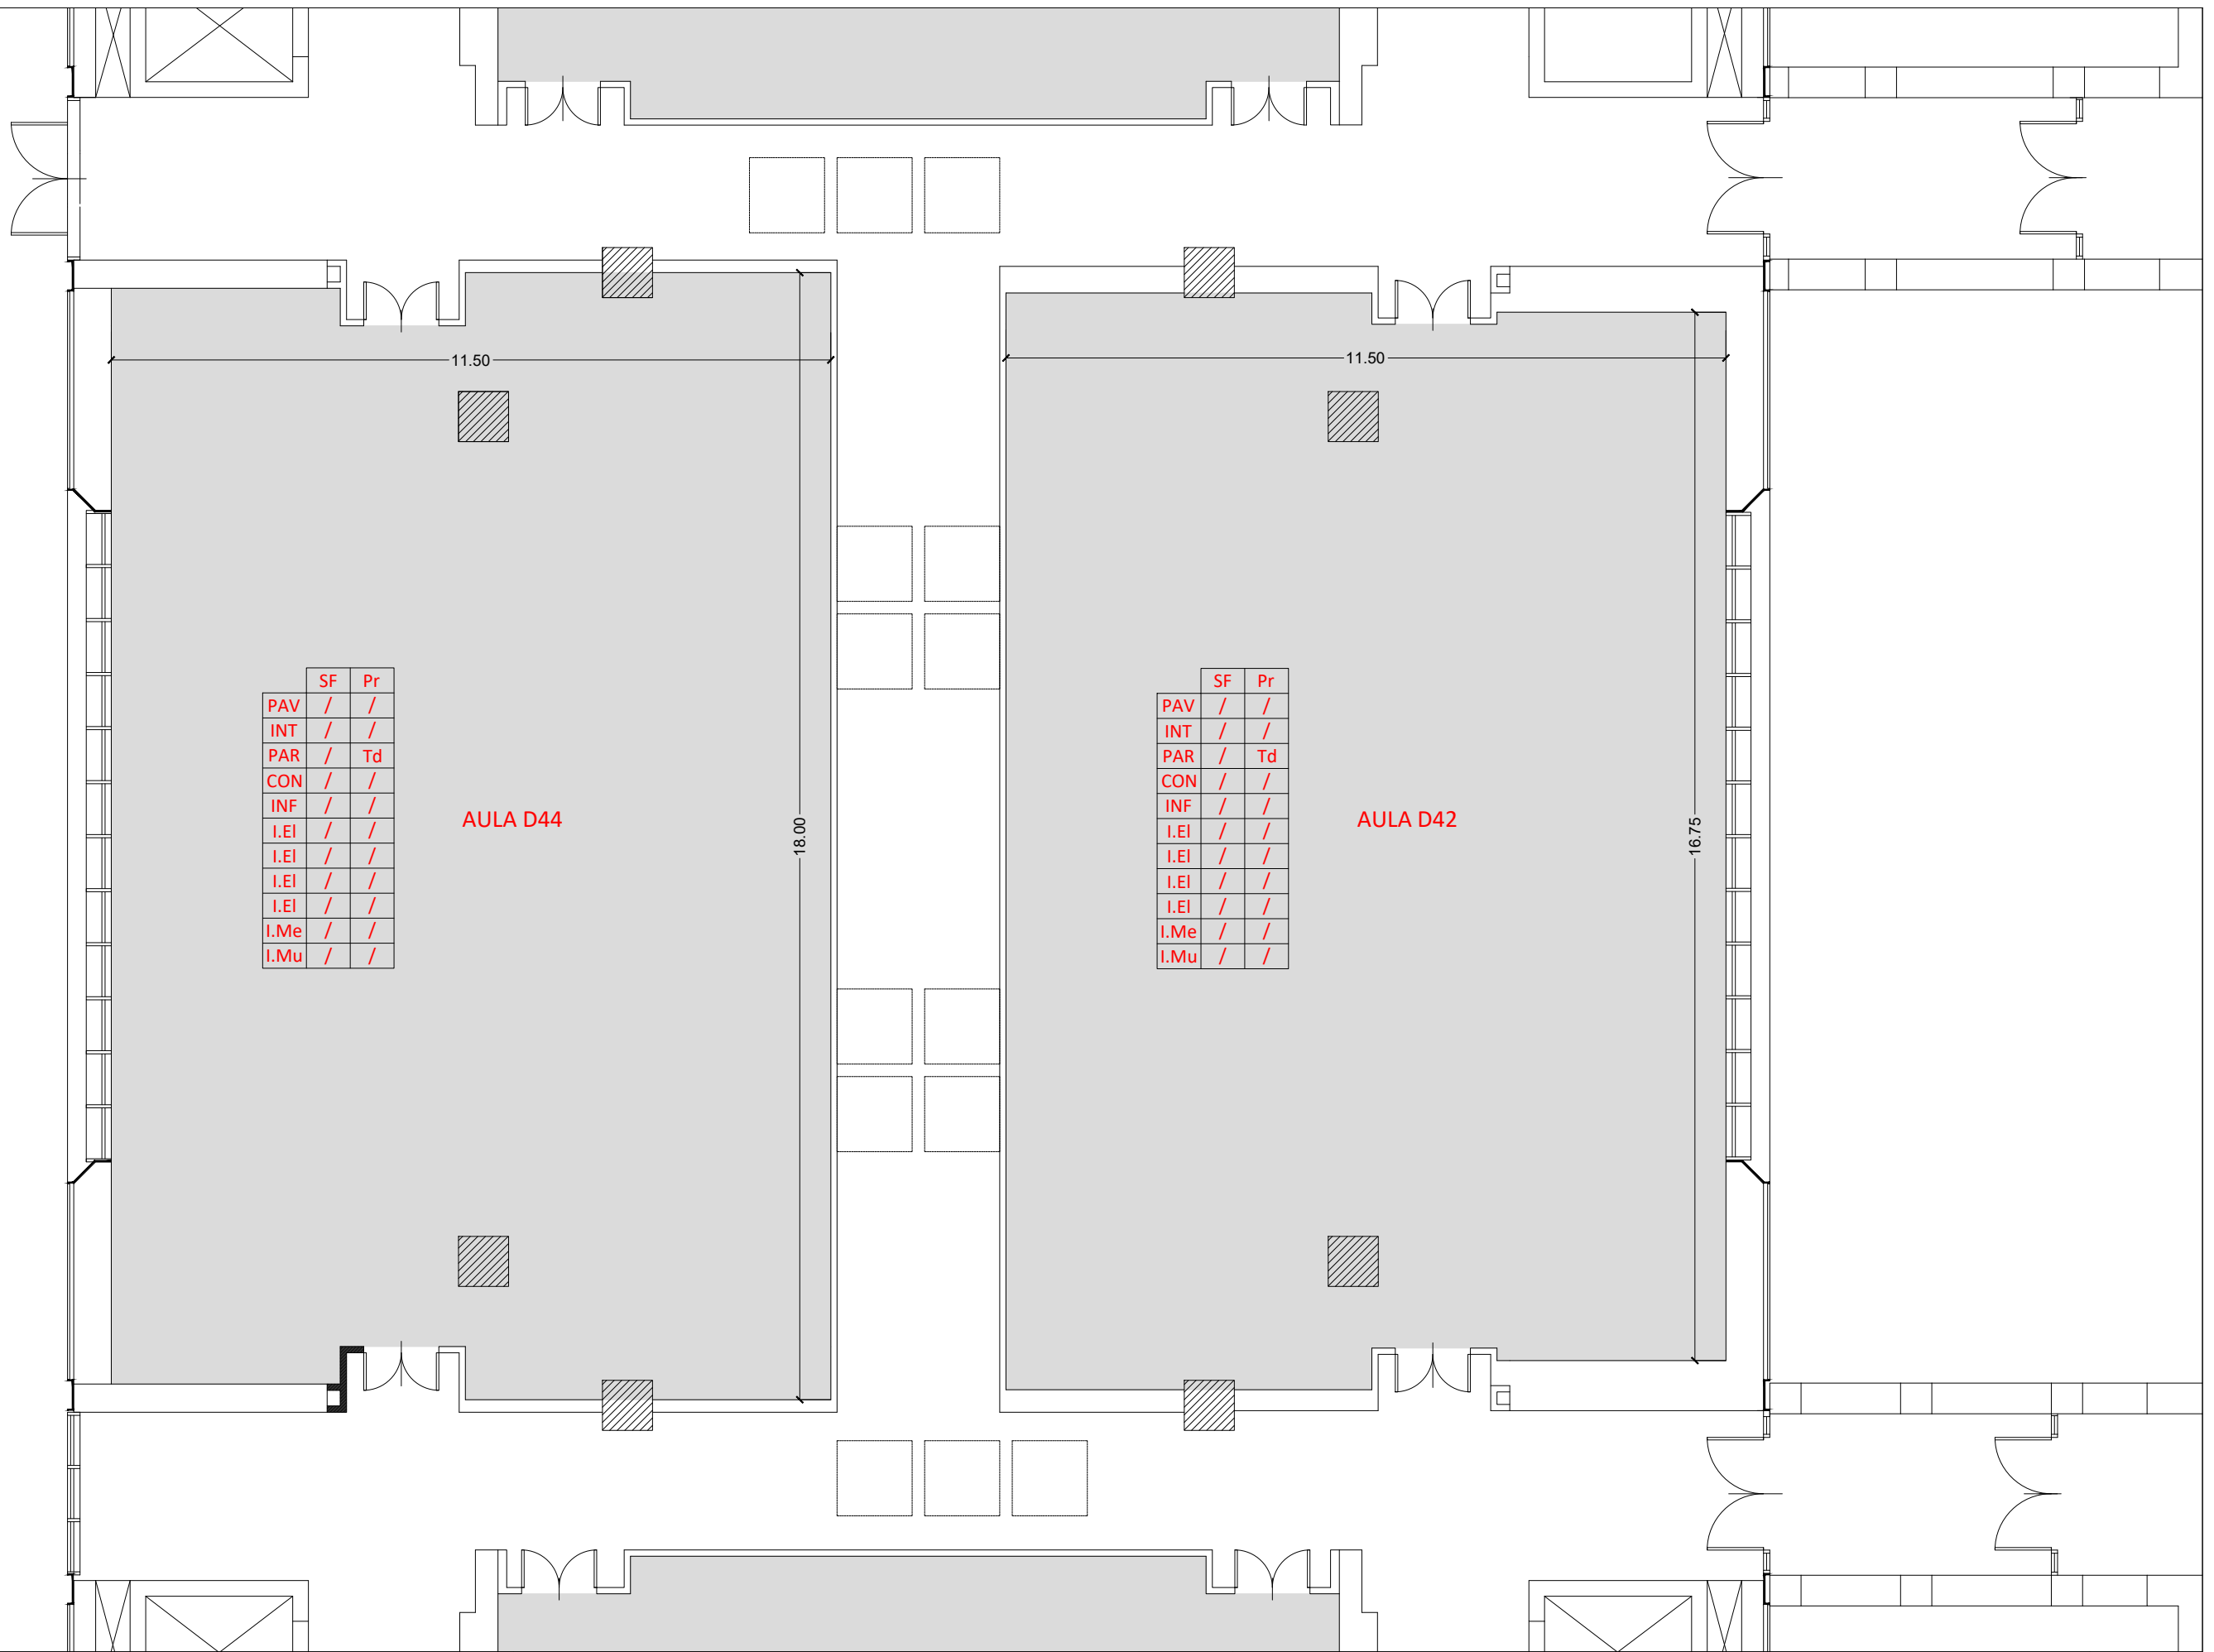 11.50
11.50
SF Pr
PAV / /
INT / /
PAR / Td
CON / /
INF / /
I.El / /
I.El / /
I.El / /
I.El / /
I.Me / /
I.Mu / /
AULA D44
18.00
SF Pr
PAV / /
INT / /
PAR / Td
CON / /
INF / /
I.El / /
I.El / /
I.El / /
I.El / /
I.Me / /
I.Mu / /
AULA D42
16.75